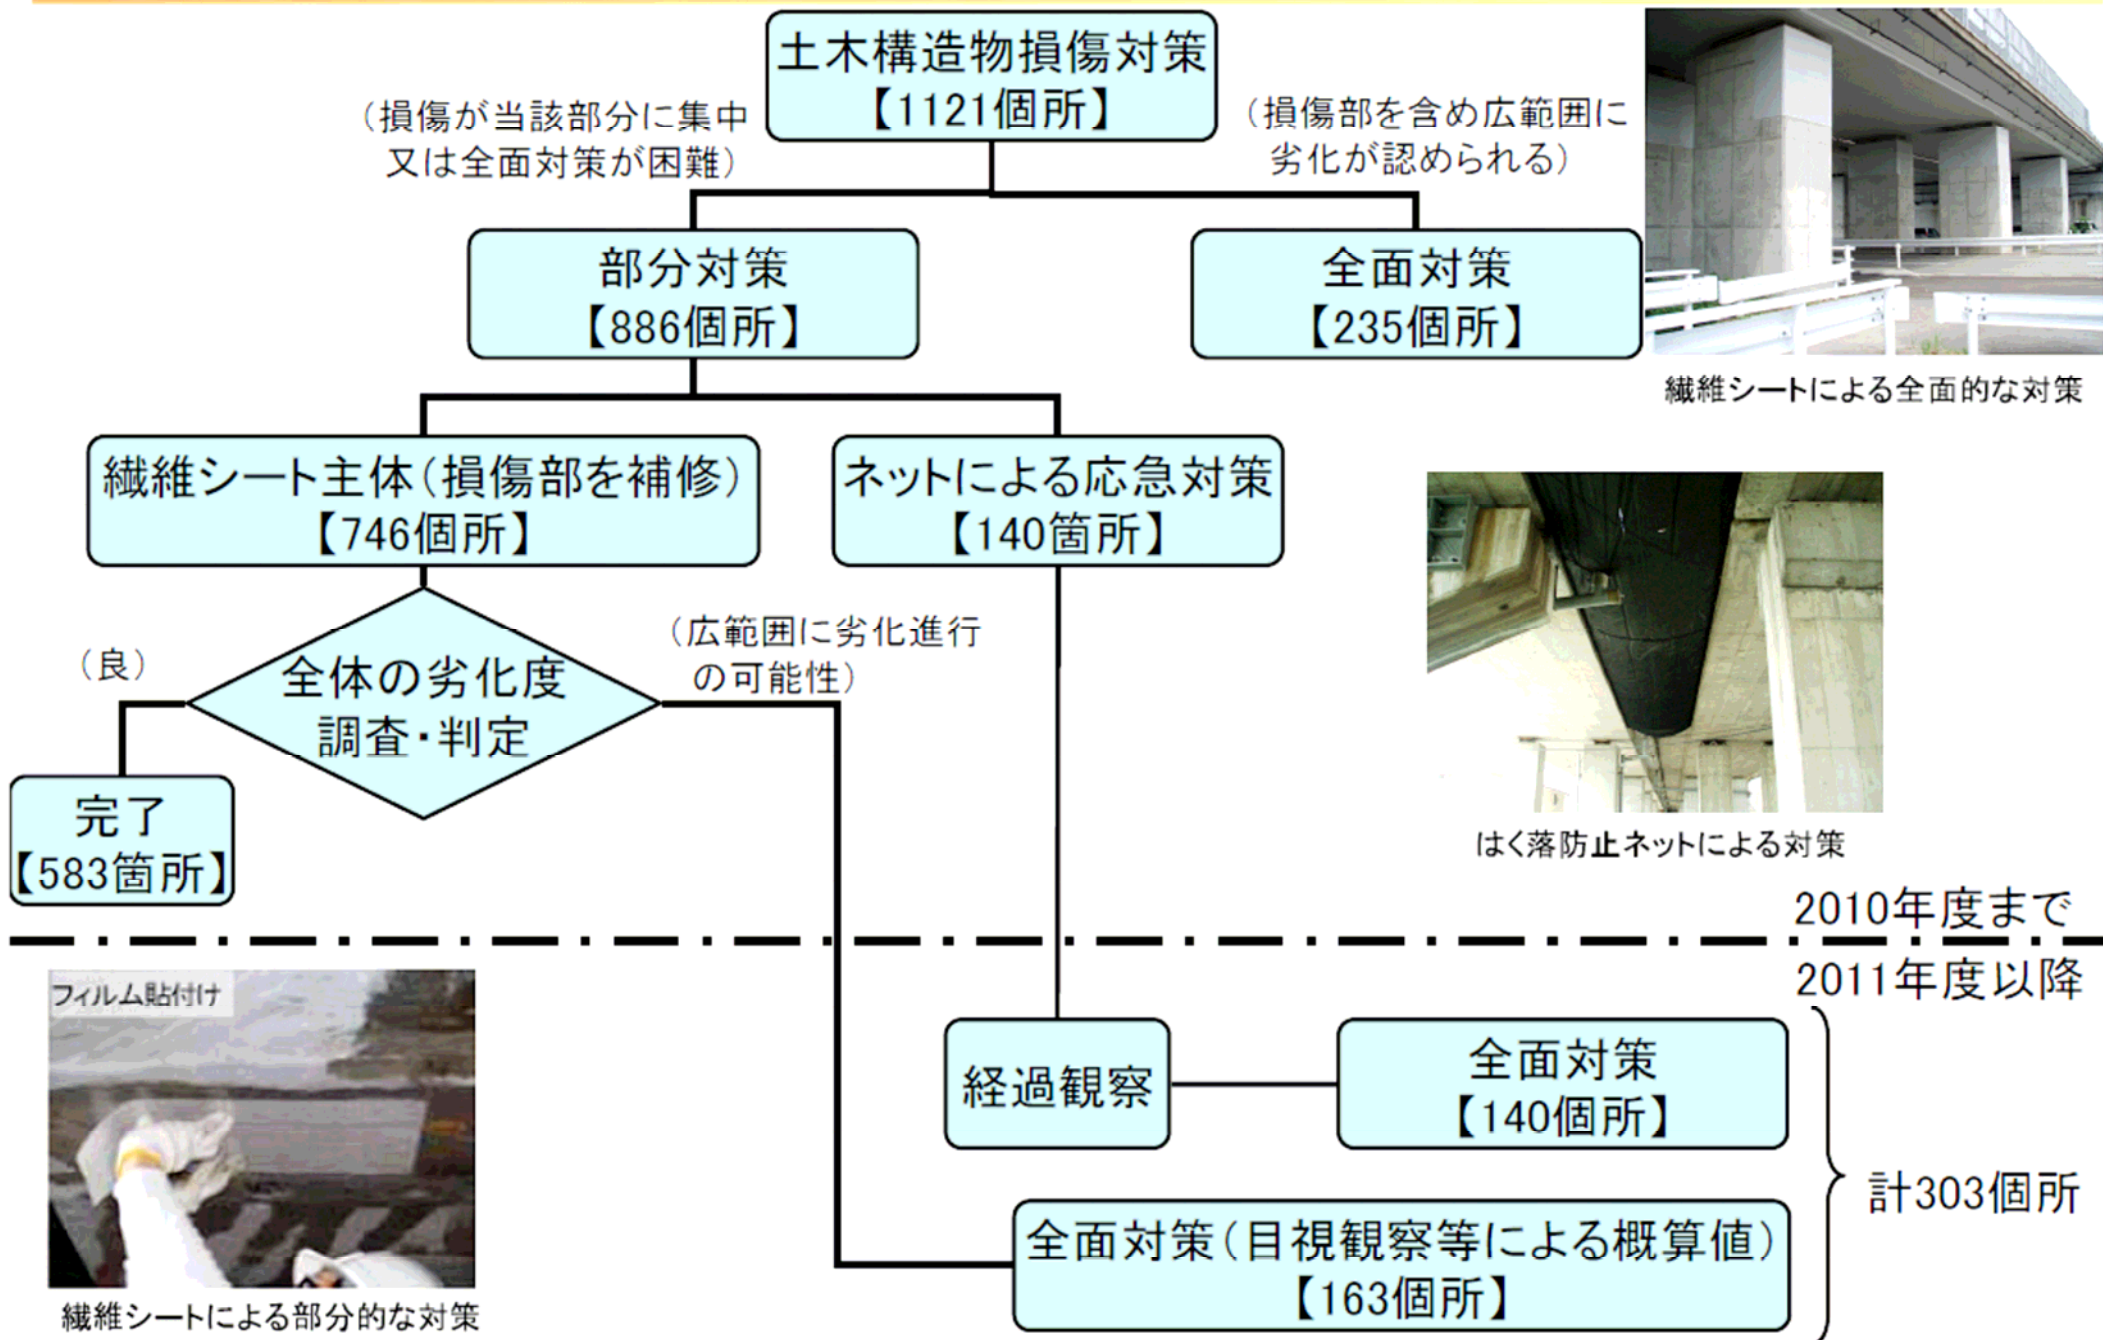 土木構造物損傷対策
【1121個所】
(損傷が当該部分に集中
又は全面対策が困難)
(損傷部を含め広範囲に
劣化が認められる)
部分対策
【886個所】
全面対策
【235個所】
繊維シートによる全面的な対策
繊維シート主体(損傷部を補修)
【746個所】
ネットによる応急対策
【140箇所】
(良)
全体の劣化度
調査・判定
(広範囲に劣化進行
の可能性)
完了
【583箇所】
はく落防止ネットによる対策
2010年度まで
2011年度以降
フィルム貼付け
繊維シートによる部分的な対策
経過観察
全面対策
【140個所】
全面対策(目視観察等による概算値)
【163個所】
計303個所